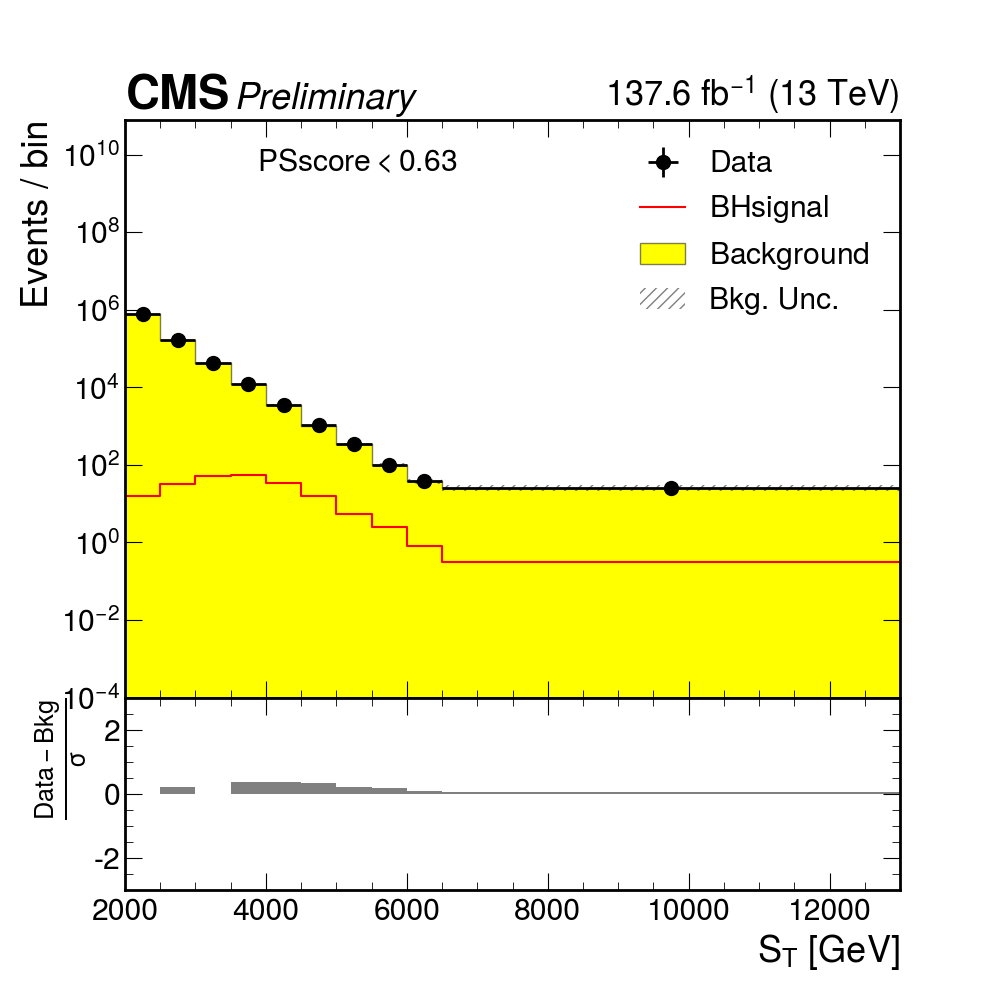 CMS Preliminary 137.6 fb⁻¹ (13 TeV)
Events / bin
PSscore < 0.63
Data
BHsignal
Background
Bkg. Unc.
10¹⁰
10⁸
10⁶
10⁴
10²
10⁰
10⁻²
10⁻⁴
Data − Bkg
σ
2
0
-2
2000 4000 6000 8000 10000 12000
S_T [GeV]